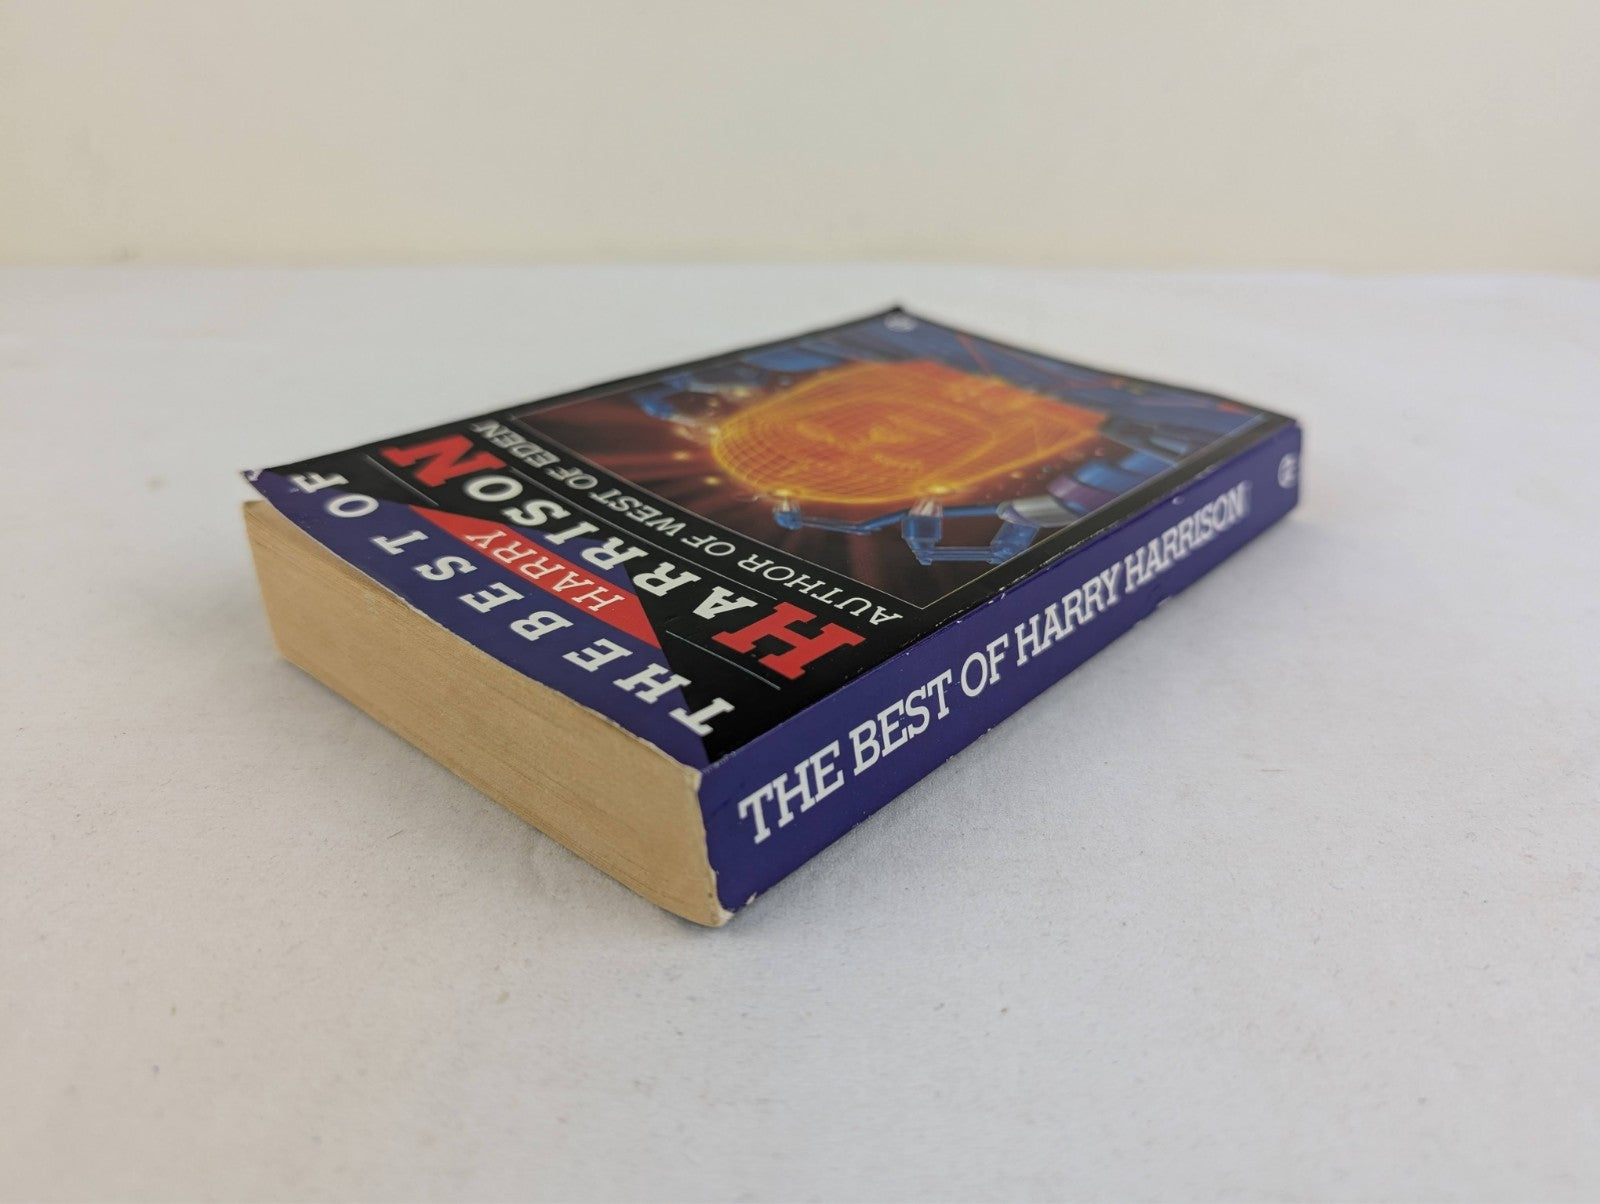 THE BEST OF
HARRY
HARRISON
AUTHOR OF WEST OF EDEN
THE BEST OF HARRY HARRISON